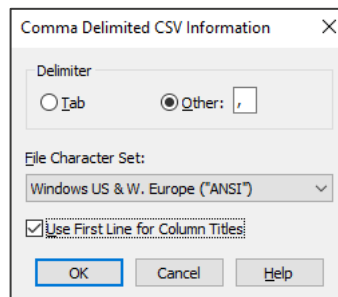 Comma Delimited CSV Information
Delimiter
Tab
Other: ,
File Character Set:
Windows US & W. Europe ("ANSI")
Use First Line for Column Titles
OK Cancel Help